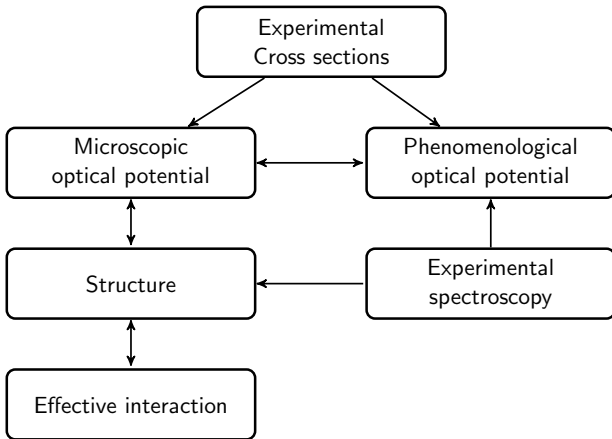 Experimental
Cross sections
Microscopic
optical potential
Phenomenological
optical potential
Structure
Experimental
spectroscopy
Effective interaction